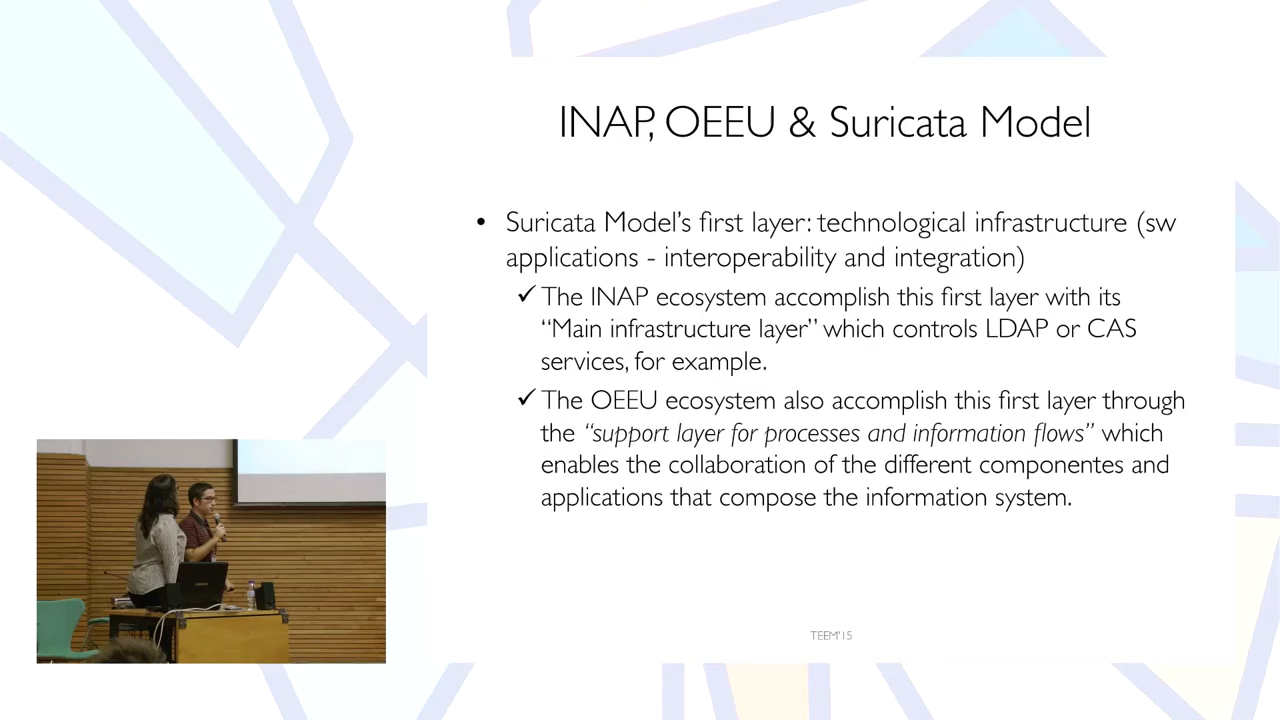 INAP, OEEU & Suricata Model
• Suricata Model’s first layer: technological infrastructure (sw
applications - interoperability and integration)
✓ The INAP ecosystem accomplish this first layer with its
“Main infrastructure layer” which controls LDAP or CAS
services, for example.
✓ The OEEU ecosystem also accomplish this first layer through
the “support layer for processes and information flows” which
enables the collaboration of the different componentes and
applications that compose the information system.
TEEM’15